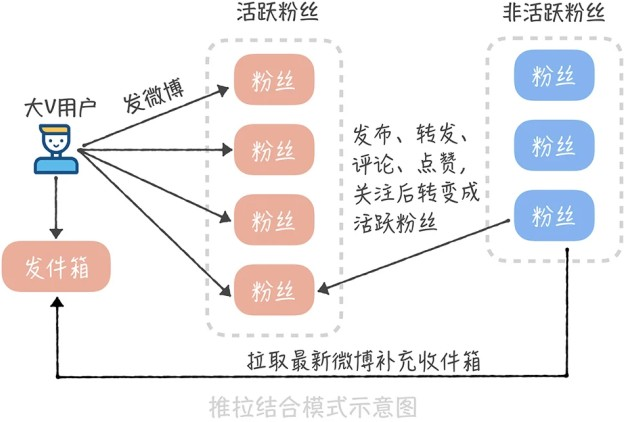 活跃粉丝
非活跃粉丝
大V用户
发微博
粉丝
粉丝
粉丝
粉丝
发件箱
发布、转发、
评论、点赞,
关注后转变成
活跃粉丝
粉丝
粉丝
粉丝
拉取最新微博补充收件箱
推拉结合模式示意图